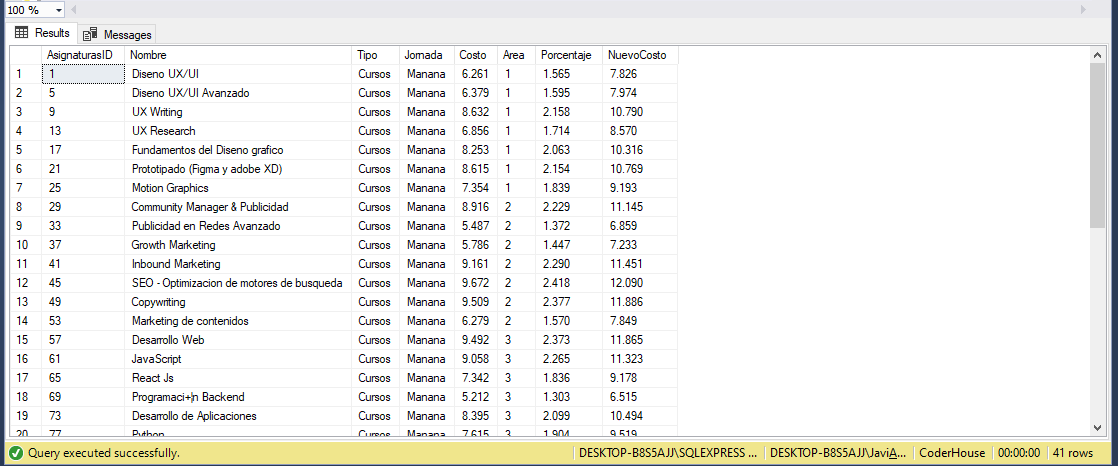 100 %
Results Messages
AsignaturasID Nombre Tipo Jornada Costo Area Porcentaje NuevoCosto
1 1 Diseno UX/UI Cursos Manana 6.261 1 1.565 7.826
2 5 Diseno UX/UI Avanzado Cursos Manana 6.379 1 1.595 7.974
3 9 UX Writing Cursos Manana 8.632 1 2.158 10.790
4 13 UX Research Cursos Manana 6.856 1 1.714 8.570
5 17 Fundamentos del Diseno grafico Cursos Manana 8.253 1 2.063 10.316
6 21 Prototipado (Figma y adobe XD) Cursos Manana 8.615 1 2.154 10.769
7 25 Motion Graphics Cursos Manana 7.354 1 1.839 9.193
8 29 Community Manager & Publicidad Cursos Manana 8.916 2 2.229 11.145
9 33 Publicidad en Redes Avanzado Cursos Manana 5.487 2 1.372 6.859
10 37 Growth Marketing Cursos Manana 5.786 2 1.447 7.233
11 41 Inbound Marketing Cursos Manana 9.161 2 2.290 11.451
12 45 SEO - Optimizacion de motores de busqueda Cursos Manana 9.672 2 2.418 12.090
13 49 Copywriting Cursos Manana 9.509 2 2.377 11.886
14 53 Marketing de contenidos Cursos Manana 6.279 2 1.570 7.849
15 57 Desarrollo Web Cursos Manana 9.492 3 2.373 11.865
16 61 JavaScript Cursos Manana 9.058 3 2.265 11.323
17 65 React Js Cursos Manana 7.342 3 1.836 9.178
18 69 Programaci+|n Backend Cursos Manana 5.212 3 1.303 6.515
19 73 Desarrollo de Aplicaciones Cursos Manana 8.395 3 2.099 10.494
20 77 Python Cursos Manana 7.615 3 1.904 9.519
Query executed successfully. DESKTOP-B8S5AJJ\SQLEXPRESS ... DESKTOP-B8S5AJJ\JaviA... CoderHouse 00:00:00 41 rows